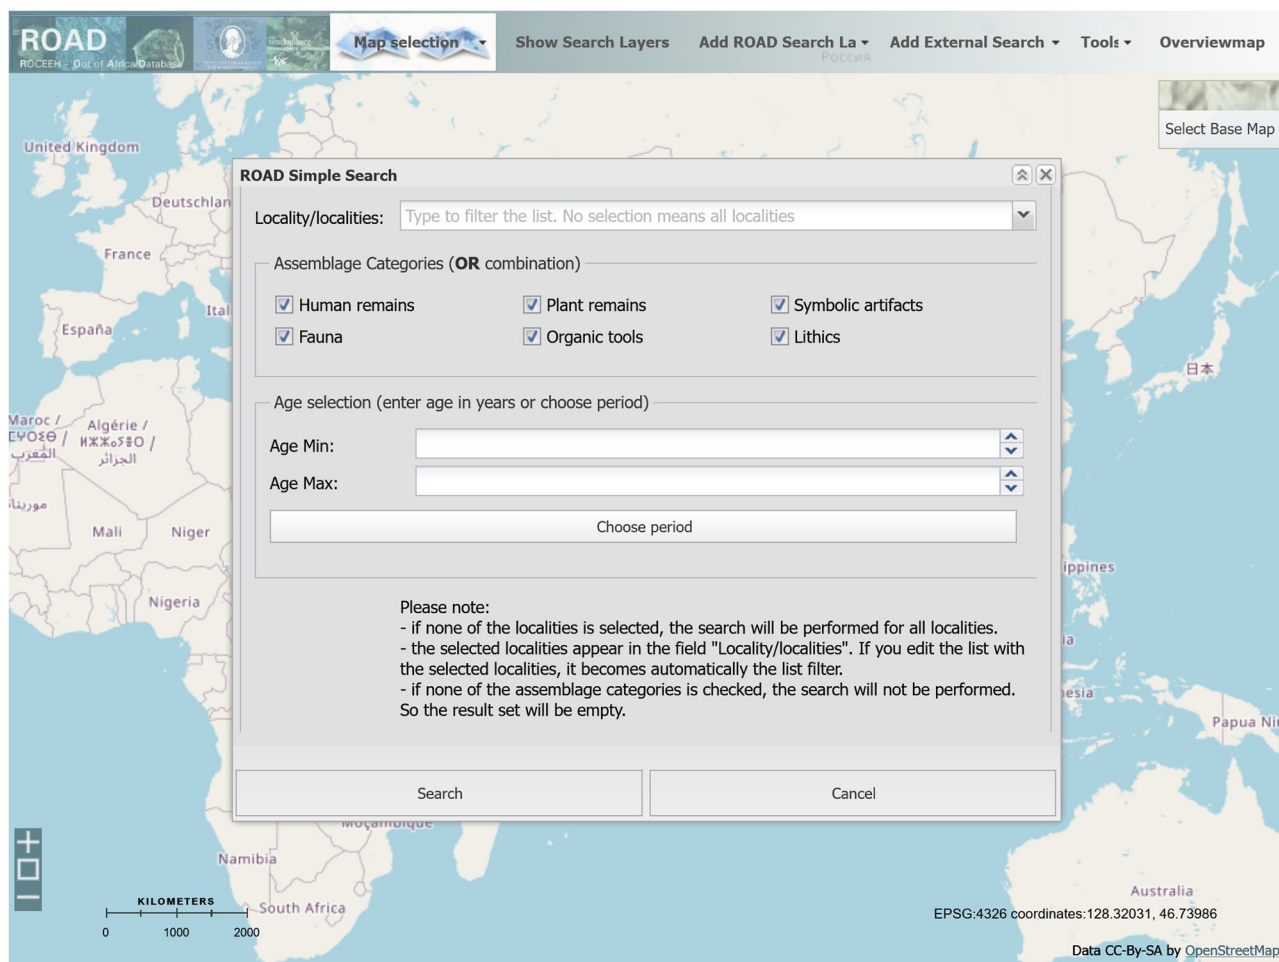 ROAD
ROCEEH - Out of Africa Database
senckenberg
Map selection
Show Search Layers
Add ROAD Search La
Add External Search
Tools
Overviewmap
Россия
Select Base Map
United Kingdom
Deutschlan
France
Ital
España
Maroc /
المغرب
Algérie /
ⵍⵣⵣⴰⵢⴻⵔ /
الجزائر
Mali
Niger
Nigeria
日本
ippines
ia
esia
Papua Ni
Moçambique
Namibia
South Africa
Australia
ROAD Simple Search
Locality/localities:
Type to filter the list. No selection means all localities
Assemblage Categories (OR combination)
Human remains
Plant remains
Symbolic artifacts
Fauna
Organic tools
Lithics
Age selection (enter age in years or choose period)
Age Min:
Age Max:
Choose period
Please note:
- if none of the localities is selected, the search will be performed for all localities.
- the selected localities appear in the field "Locality/localities". If you edit the list with
the selected localities, it becomes automatically the list filter.
- if none of the assemblage categories is checked, the search will not be performed.
So the result set will be empty.
Search
Cancel
KILOMETERS
0 1000 2000
EPSG:4326 coordinates:128.32031, 46.73986
Data CC-By-SA by OpenStreetMap